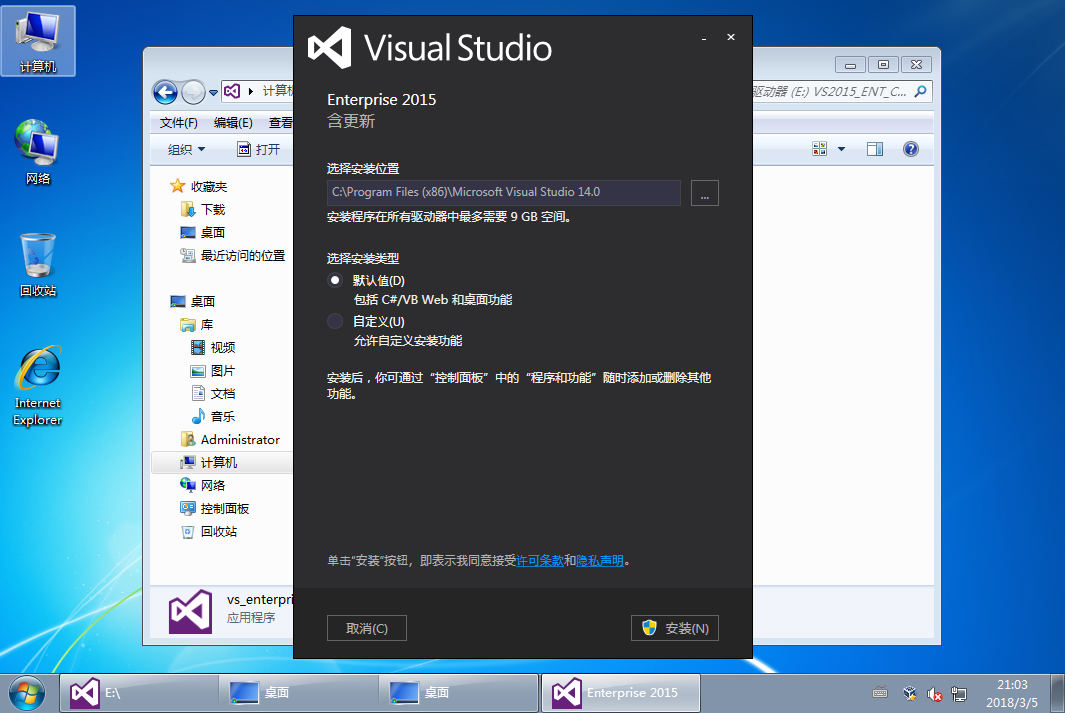 计算机
网络
回收站
Internet
Explorer
计算机
驱动器 (E:) VS2015_ENT_C...
文件(F) 编辑(E) 查看
组织 打开
收藏夹
下载
桌面
最近访问的位置
桌面
库
视频
图片
文档
音乐
Administrator
计算机
网络
控制面板
回收站
vs_enterpri
应用程序
Visual Studio
Enterprise 2015
含更新
选择安装位置
C:\Program Files (x86)\Microsoft Visual Studio 14.0
...
安装程序在所有驱动器中最多需要 9 GB 空间。
选择安装类型
默认值(D)
包括 C#/VB Web 和桌面功能
自定义(U)
允许自定义安装功能
安装后，你可通过“控制面板”中的“程序和功能”随时添加或删除其他
功能。
单击“安装”按钮，即表示我同意接受许可条款和隐私声明。
取消(C) 安装(N)
E:\ 桌面 桌面 Enterprise 2015
21:03
2018/3/5